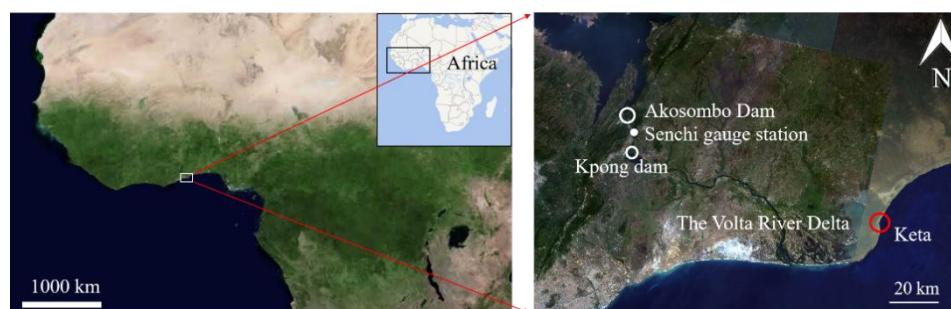 Africa
1000 km
N
Akosombo Dam
Senchi gauge station
Kpong dam
The Volta River Delta
Keta
20 km